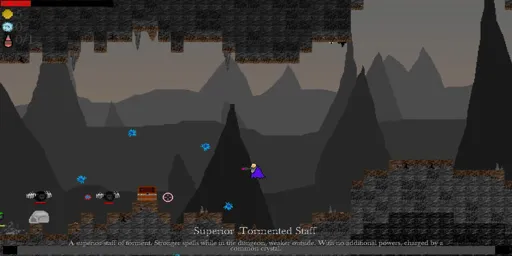 Superior Tormented Staff
A superior staff of torment. Stronger spells while in the dungeon, weaker outside. With no additional powers, charged by a
common crystal.